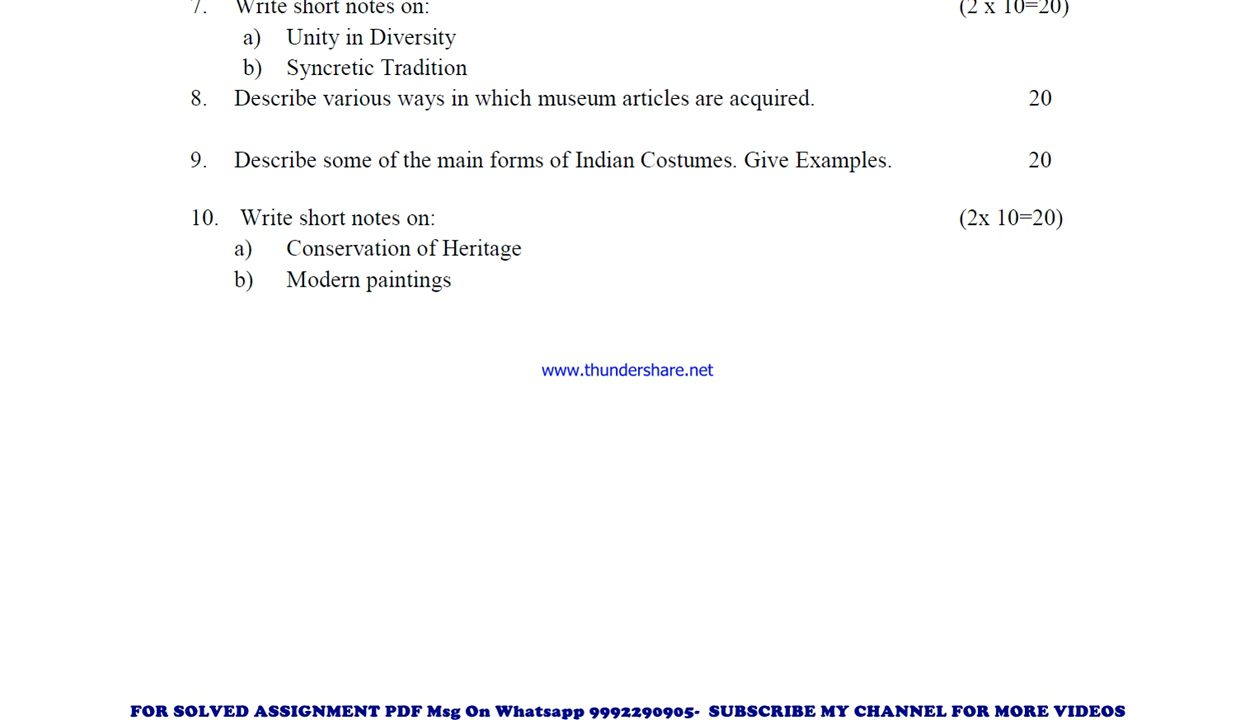 7. Write short notes on: (2 x 10=20)
a) Unity in Diversity
b) Syncretic Tradition
8. Describe various ways in which museum articles are acquired. 20
9. Describe some of the main forms of Indian Costumes. Give Examples. 20
10. Write short notes on: (2x 10=20)
a) Conservation of Heritage
b) Modern paintings
www.thundershare.net
FOR SOLVED ASSIGNMENT PDF Msg On Whatsapp 9992290905- SUBSCRIBE MY CHANNEL FOR MORE VIDEOS